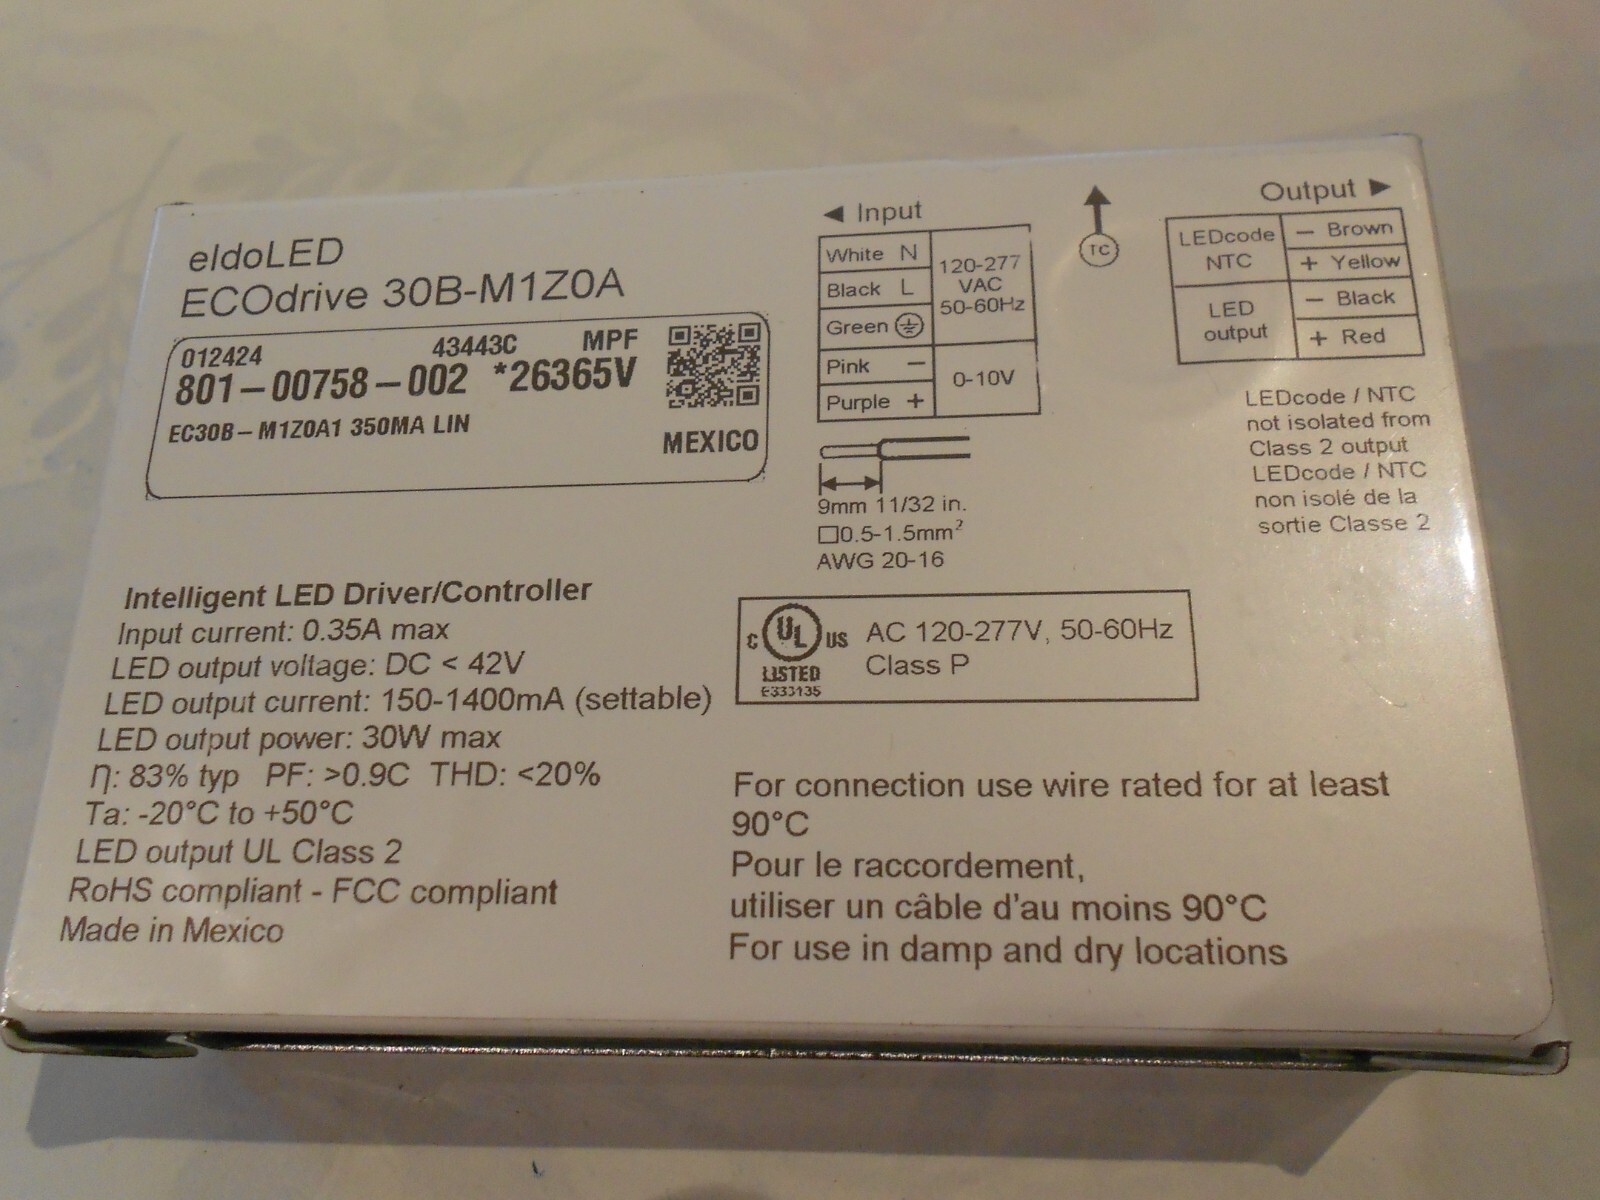 eldoLED
ECOdrive 30B-M1Z0A
012424 43443C MPF
801-00758-002 *26365V
EC30B-M1Z0A1 350MA LIN
MEXICO
Intelligent LED Driver/Controller
Input current: 0.35A max
LED output voltage: DC < 42V
LED output current: 150-1400mA (settable)
LED output power: 30W max
η: 83% typ PF: >0.9C THD: <20%
Ta: -20°C to +50°C
LED output UL Class 2
RoHS compliant - FCC compliant
Made in Mexico
◄ Input
White N
Black L
Green
120-277
VAC
50-60Hz
Pink -
Purple +
0-10V
9mm 11/32 in.
□0.5-1.5mm²
AWG 20-16
TC
Output ►
LEDcode
NTC
- Brown
+ Yellow
LED
output
- Black
+ Red
LEDcode / NTC
not isolated from
Class 2 output
LEDcode / NTC
non isolé de la
sortie Classe 2
C UL US
LISTED
E333135
AC 120-277V, 50-60Hz
Class P
For connection use wire rated for at least
90°C
Pour le raccordement,
utiliser un câble d'au moins 90°C
For use in damp and dry locations